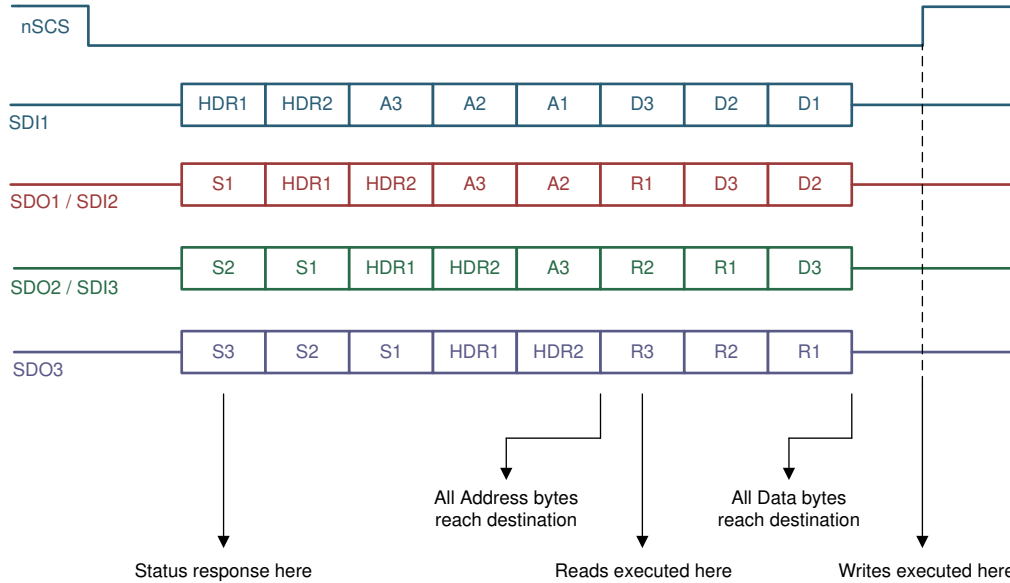 nSCS
HDR1 HDR2 A3 A2 A1 D3 D2 D1
SDI1
S1 HDR1 HDR2 A3 A2 R1 D3 D2
SDO1 / SDI2
S2 S1 HDR1 HDR2 A3 R2 R1 D3
SDO2 / SDI3
S3 S2 S1 HDR1 HDR2 R3 R2 R1
SDO3
All Address bytes
reach destination
All Data bytes
reach destination
Status response here
Reads executed here
Writes executed here